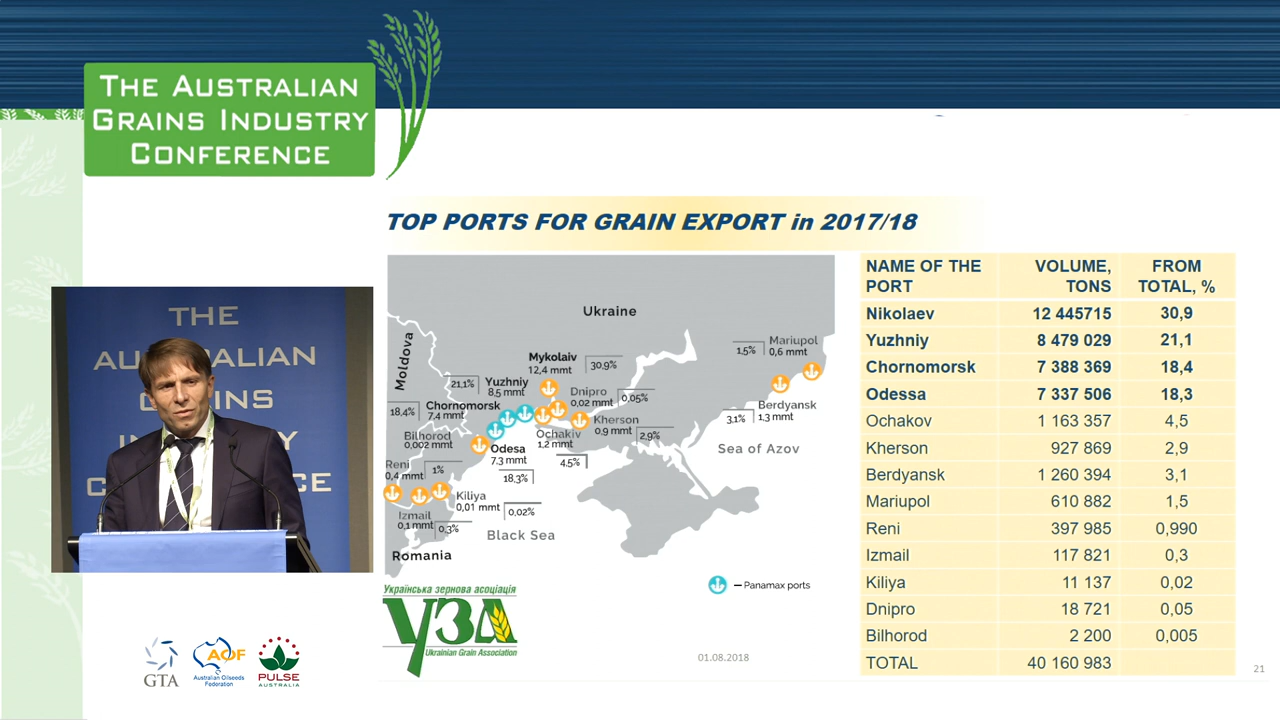 THE AUSTRALIAN
GRAINS INDUSTRY
CONFERENCE
TOP PORTS FOR GRAIN EXPORT in 2017/18
THE
AUSTRALIAN
INS
Y
CE
Ukraine
Moldova
Mykolaiv
12,4 mmt
30,9%
21,1%
Yuzhniy
8,5 mmt
18,4%
Chornomorsk
7,4 mmt
Dnipro
0,02 mmt
0,05%
Kherson
0,9 mmt
2,9%
Mariupol
0,6 mmt
1,5%
Berdyansk
1,3 mmt
3,1%
Sea of Azov
Bilhorod
0,002 mmt
Ochakiv
1,2 mmt
4.5%
Odesa
7.3 mmt
18,3%
Reni
0,4 mmt
1%
Kiliya
0,01 mmt
0,02%
Izmail
0,1 mmt
0,3%
Black Sea
Romania
– Panamax ports
Українська зернова асоціація
УЗА
Ukrainian Grain Association
01.08.2018
NAME OF THE PORT VOLUME, TONS FROM TOTAL, %
Nikolaev 12 445715 30,9
Yuzhniy 8 479 029 21,1
Chornomorsk 7 388 369 18,4
Odessa 7 337 506 18,3
Ochakov 1 163 357 4,5
Kherson 927 869 2,9
Berdyansk 1 260 394 3,1
Mariupol 610 882 1,5
Reni 397 985 0,990
Izmail 117 821 0,3
Kiliya 11 137 0,02
Dnipro 18 721 0,05
Bilhorod 2 200 0,005
TOTAL 40 160 983
21
GTA
AOF
Australian Oilseeds
Federation
PULSE
AUSTRALIA